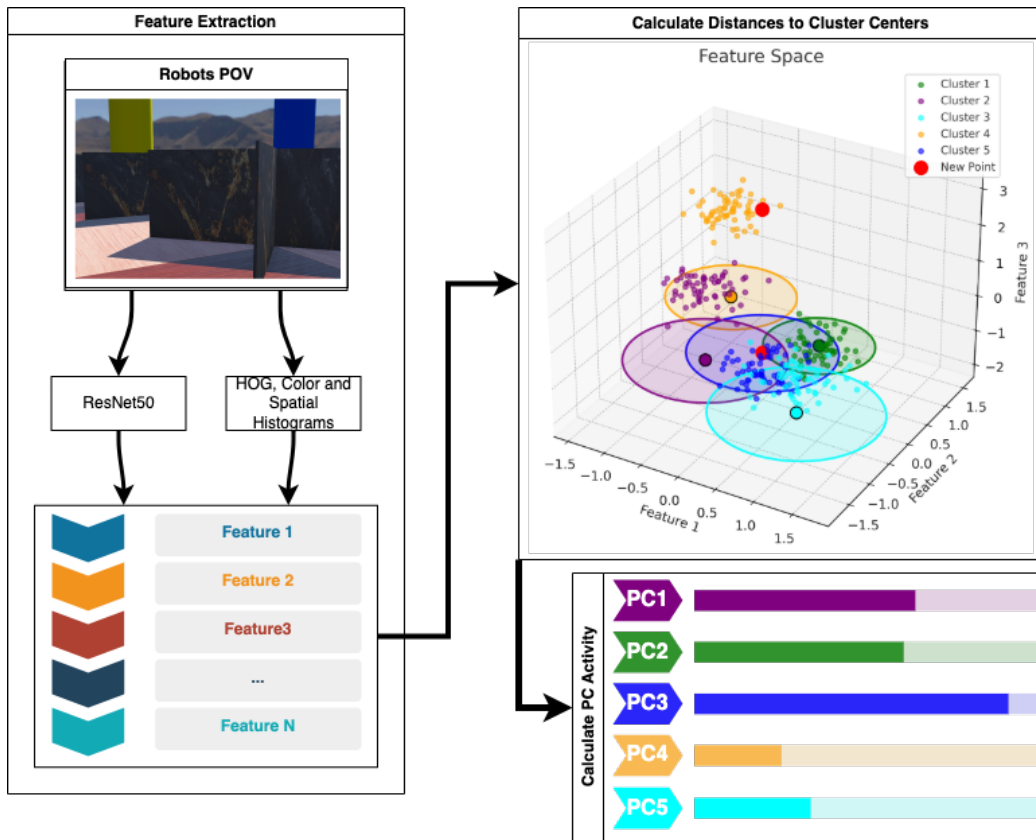 Feature Extraction
Robots POV
ResNet50
HOG, Color and
Spatial
Histograms
Feature 1
Feature 2
Feature3
...
Feature N
Calculate Distances to Cluster Centers
Feature Space
Cluster 1
Cluster 2
Cluster 3
Cluster 4
Cluster 5
New Point
3
2
1
0
−1
−2
Feature 3
−1.5
−1.0
−0.5
0.0
0.5
1.0
1.5
Feature 1
−1.5
−1.0
−0.5
0.0
0.5
1.0
1.5
Feature 2
Calculate PC Activity
PC1
PC2
PC3
PC4
PC5